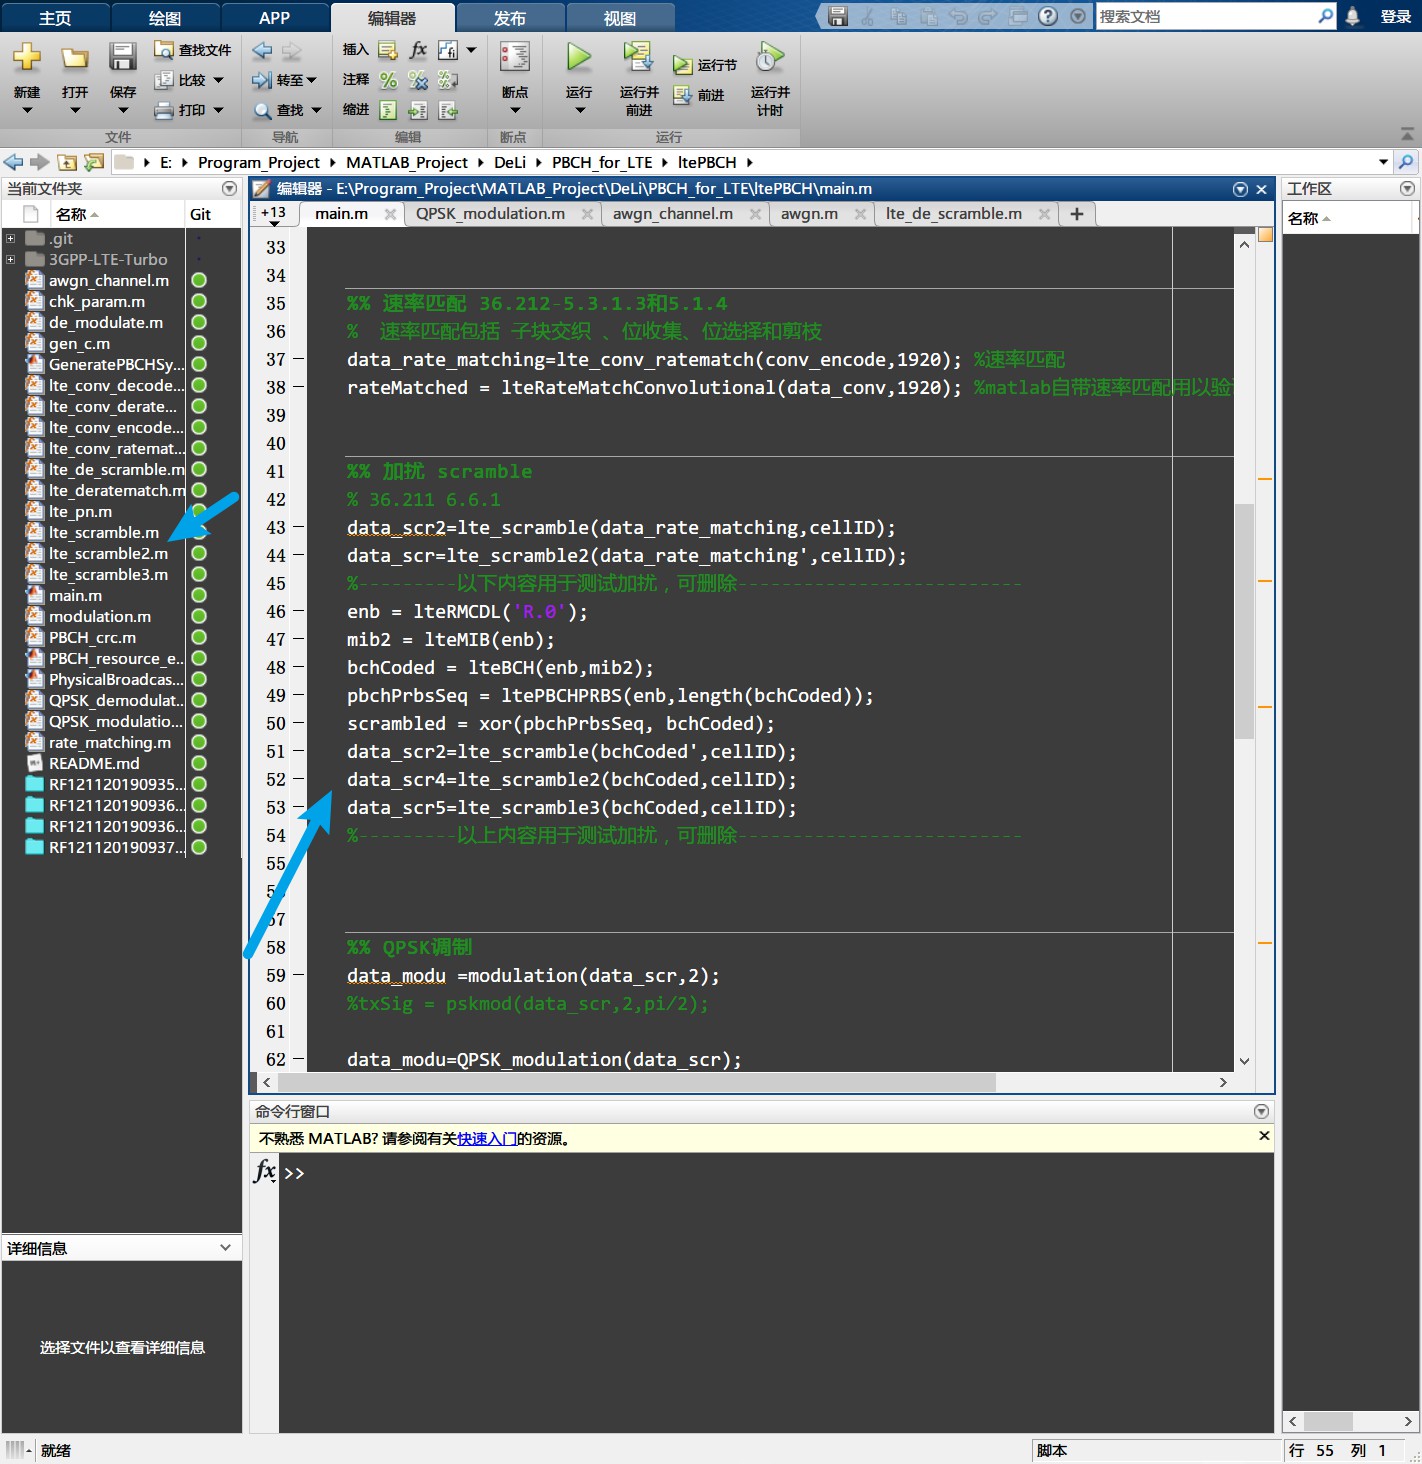 主页 绘图 APP 编辑器 发布 视图 搜索文档 登录
新建 打开 保存 查找文件 比较 打印 转至 查找 插入 fx 注释 缩进 断点 运行 运行并前进 运行节 前进 运行并计时
文件 导航 编辑 断点 运行
E: Program_Project MATLAB_Project DeLi PBCH_for_LTE ltePBCH
当前文件夹
名称 Git
.git
3GPP-LTE-Turbo
awgn_channel.m
chk_param.m
de_modulate.m
gen_c.m
GeneratePBCHSy...
lte_conv_decode...
lte_conv_derate...
lte_conv_encode...
lte_conv_ratemat...
lte_de_scramble.m
lte_deratematch.m
lte_pn.m
lte_scramble.m
lte_scramble2.m
lte_scramble3.m
main.m
modulation.m
PBCH_crc.m
PBCH_resource_e...
PhysicalBroadcas...
QPSK_demodulat...
QPSK_modulatio...
rate_matching.m
README.md
RF121120190935...
RF121120190936...
RF121120190936...
RF121120190937...
详细信息
选择文件以查看详细信息
编辑器 - E:\Program_Project\MATLAB_Project\DeLi\PBCH_for_LTE\ltePBCH\main.m
+13 main.m QPSK_modulation.m awgn_channel.m awgn.m lte_de_scramble.m
33
34
35 %% 速率匹配 36.212-5.3.1.3和5.1.4
36 % 速率匹配包括 子块交织 、位收集、位选择和剪枝
37 data_rate_matching=lte_conv_ratematch(conv_encode,1920); %速率匹配
38 rateMatched = lteRateMatchConvolutional(data_conv,1920); %matlab自带速率匹配用以验
39
40
41 %% 加扰 scramble
42 % 36.211 6.6.1
43 data_scr2=lte_scramble(data_rate_matching,cellID);
44 data_scr=lte_scramble2(data_rate_matching',cellID);
45 %---------以下内容用于测试加扰，可删除--------------------------
46 enb = lteRMCDL('R.0');
47 mib2 = lteMIB(enb);
48 bchCoded = lteBCH(enb,mib2);
49 pbchPrbsSeq = ltePBCHPRBS(enb,length(bchCoded));
50 scrambled = xor(pbchPrbsSeq, bchCoded);
51 data_scr2=lte_scramble(bchCoded',cellID);
52 data_scr4=lte_scramble2(bchCoded,cellID);
53 data_scr5=lte_scramble3(bchCoded,cellID);
54 %---------以上内容用于测试加扰，可删除--------------------------
55
56
57
58 %% QPSK调制
59 data_modu =modulation(data_scr,2);
60 %txSig = pskmod(data_scr,2,pi/2);
61
62 data_modu=QPSK_modulation(data_scr);
命令行窗口
不熟悉 MATLAB? 请参阅有关快速入门的资源。
fx >>
工作区
名称
就绪 脚本 行 55 列 1